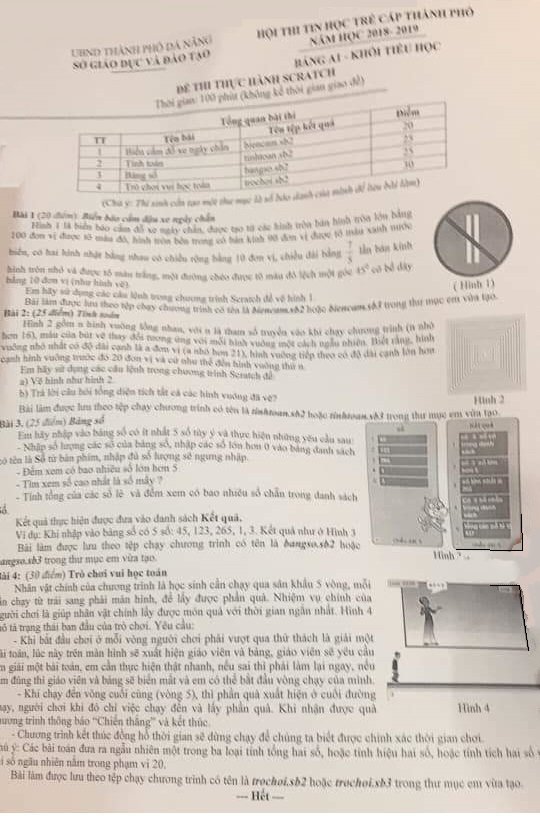 UBND THÀNH PHỐ ĐÀ NẴNG
SỞ GIÁO DỤC VÀ ĐÀO TẠO
HỘI THI TIN HỌC TRẺ CẤP THÀNH PHỐ
NĂM HỌC 2018- 2019
BẢNG A1 - KHỐI TIỂU HỌC
ĐỀ THI THỰC HÀNH SCRATCH
Thời gian: 100 phút (không kể thời gian giao đề)
Tổng quan bài thi
TT Tên bài Tên tệp kết quả Điểm
1 Biển cấm đỗ xe ngày chẵn biencam.sb2 20
2 Tính toán tinhtoan.sb2 25
3 Bảng số bangso.sb2 25
4 Trò chơi vui học toán trochoi.sb2 30
(Chú ý: Thí sinh cần tạo một thư mục là số báo danh của mình để lưu bài làm)
Bài 1 (20 điểm): Biển báo cấm đậu xe ngày chẵn
Hình 1 là biển báo cấm đỗ xe ngày chẵn, được tạo từ các hình tròn bán kính hình tròn lớn bằng
100 đơn vị được tô màu đỏ, hình tròn bên trong có bán kính 90 đơn vị được tô màu xanh nước
biển, có hai hình nhật bằng nhau có chiều rộng bằng 10 đơn vị, chiều dài bằng lần bán kính
hình tròn nhỏ và được tô màu trắng, một đường chéo được tô màu đỏ lệch một góc 45° có bề dày
bằng 10 đơn vị (như hình vẽ).
( Hình 1)
Em hãy sử dụng các câu lệnh trong chương trình Scratch để vẽ hình 1.
Bài làm được lưu theo tệp chạy chương trình có tên là biencam.sb2 hoặc biencam.sb3 trong thư mục em vừa tạo.
Bài 2: (25 điểm) Tính toán
Hình 2 gồm n hình vuông lồng nhau, với n là tham số truyền vào khi chạy chương trình (n nhỏ
hơn 16), màu của bút vẽ thay đổi tương ứng với mỗi hình vuông một cách ngẫu nhiên. Biết rằng, hình
vuông nhỏ nhất có độ dài cạnh là a đơn vị (a nhỏ hơn 21), hình vuông tiếp theo có độ dài cạnh lớn hơn
cạnh hình vuông trước đó 20 đơn vị và cứ như thế đến hình vuông thứ n.
Em hãy sử dụng các câu lệnh trong chương trình Scratch để:
a) Vẽ hình như hình 2.
b) Trả lời câu hỏi tổng diện tích tất cả các hình vuông đã vẽ?
Hình 2
Bài làm được lưu theo tệp chạy chương trình có tên là tinhtoan.sb2 hoặc tinhtoan.sb3 trong thư mục em vừa tạo.
Bài 3. (25 điểm) Bảng số
Em hãy nhập vào bảng số có ít nhất 5 số tùy ý và thực hiện những yêu cầu sau:
- Nhập số lượng các số của bảng số, nhập các số lớn hơn 0 vào bảng danh sách
có tên là Số từ bàn phím, nhập đủ số lượng sẽ ngưng nhập.
- Đếm xem có bao nhiêu số lớn hơn 5
- Tìm xem số cao nhất là số mấy ?
- Tính tổng của các số lẻ và đếm xem có bao nhiêu số chẵn trong danh sách
số.
Kết quả thực hiện được đưa vào danh sách Kết quả.
Ví dụ: Khi nhập vào bảng số có 5 số: 45, 123, 265, 1, 3. Kết quả như ở Hình 3
Hình 3
Bài làm được lưu theo tệp chạy chương trình có tên là bangso.sb2 hoặc
bangso.sb3 trong thư mục em vừa tạo.
Bài 4: (30 điểm) Trò chơi vui học toán
Nhân vật chính của chương trình là học sinh cần chạy qua sân khấu 5 vòng, mỗi
lần chạy từ trái sang phải màn hình, để lấy được phần quà. Nhiệm vụ chính của
người chơi là giúp nhân vật chính lấy được món quà với thời gian ngắn nhất. Hình 4
mô tả trạng thái ban đầu của trò chơi. Yêu cầu:
- Khi bắt đầu chơi ở mỗi vòng người chơi phải vượt qua thử thách là giải một
bài toán, lúc này trên màn hình sẽ xuất hiện giáo viên và bảng, giáo viên sẽ yêu cầu
em giải một bài toán, em cần thực hiện thật nhanh, nếu sai thì phải làm lại ngay, nếu
làm đúng thì giáo viên và bảng sẽ biến mất và em có thể bắt đầu vòng chạy của mình.
- Khi chạy đến vòng cuối cùng (vòng 5), thì phần quà xuất hiện ở cuối đường
chạy, người chơi khi đó chỉ việc chạy đến và lấy phần quà. Khi nhận được quà
chương trình thông báo "Chiến thắng" và kết thúc.
Hình 4
- Chương trình kết thúc đồng hồ thời gian sẽ dừng chạy để chúng ta biết được chính xác thời gian chơi.
Chú ý: Các bài toán đưa ra ngẫu nhiên một trong ba loại tính tổng hai số, hoặc tính hiệu hai số, hoặc tính tích hai số
số ngẫu nhiên nằm trong phạm vi 20.
Bài làm được lưu theo tệp chạy chương trình có tên là trochoi.sb2 hoặc trochoi.sb3 trong thư mục em vừa tạo.
--- Hết ---